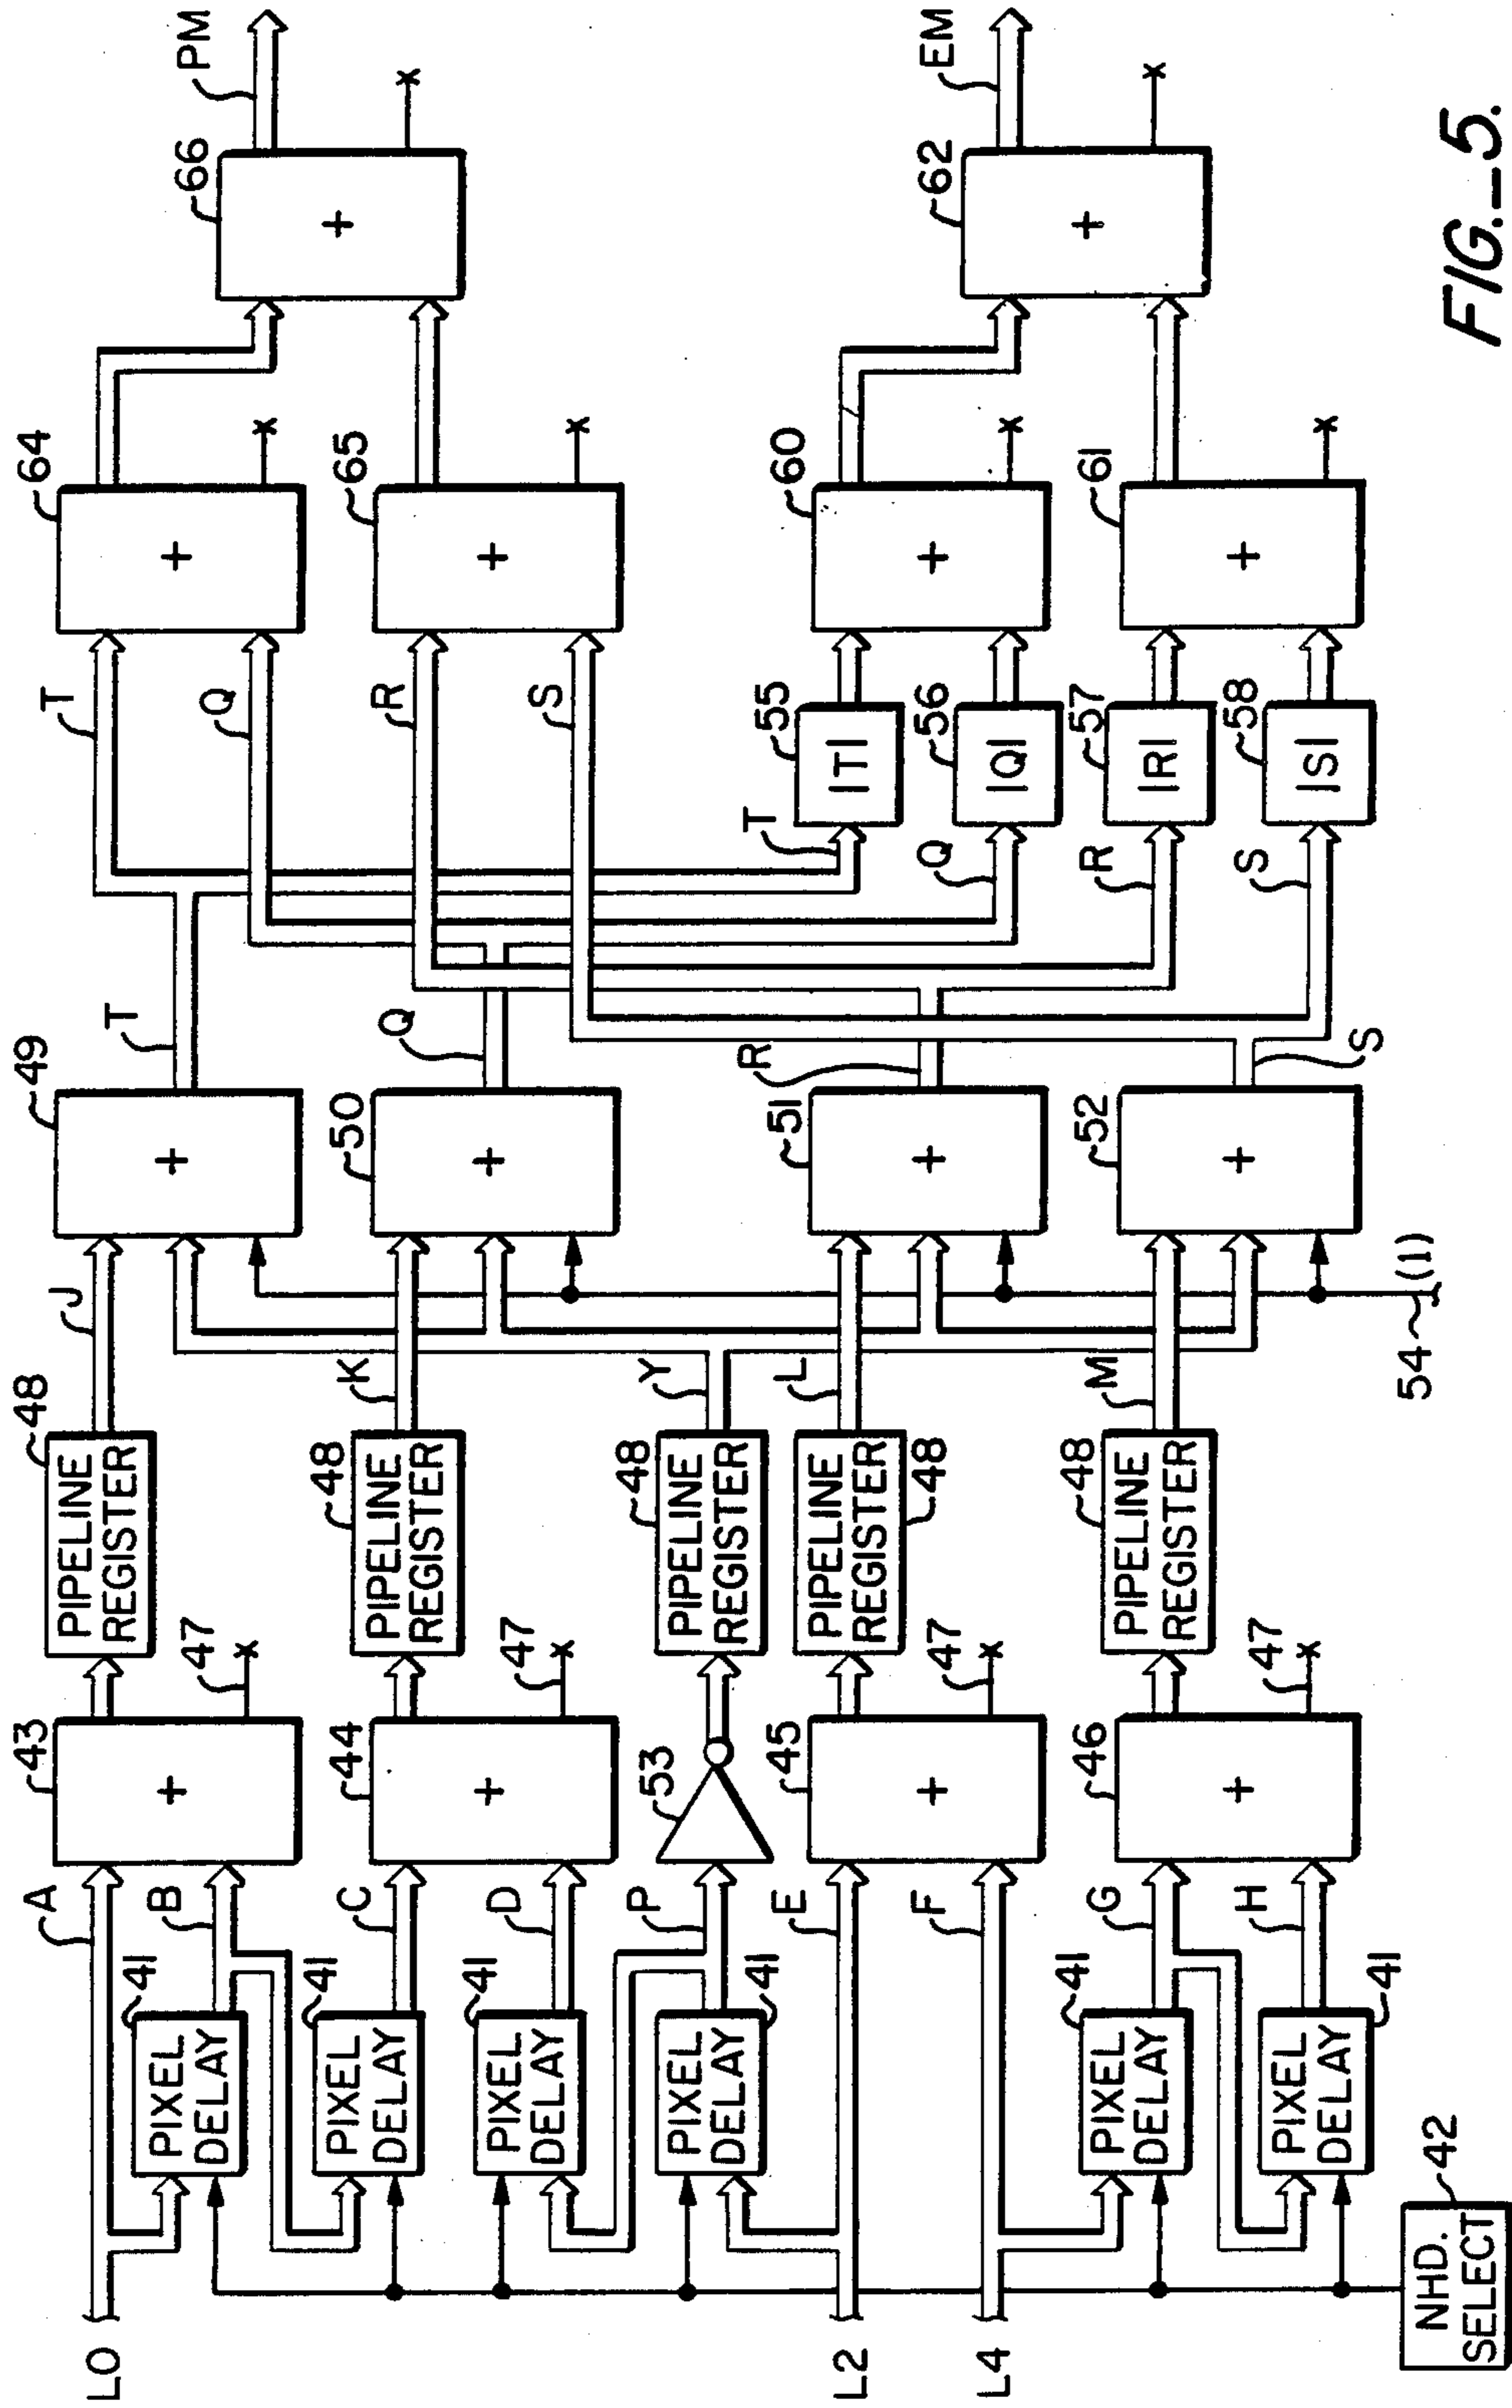 L0
L2
L4
NHD.
SELECT
42
PIXEL
DELAY
41
PIXEL
DELAY
41
PIXEL
DELAY
41
PIXEL
DELAY
41
PIXEL
DELAY
41
PIXEL
DELAY
41
A
B
C
D
P
E
F
G
H
43
+
44
+
53
45
+
46
+
47
47
47
47
PIPELINE
REGISTER
48
PIPELINE
REGISTER
48
PIPELINE
REGISTER
48
PIPELINE
REGISTER
48
PIPELINE
REGISTER
48
J
K
Y
L
M
54
(1)
49
+
50
+
51
+
52
+
T
Q
R
S
T
Q
R
S
T
Q
R
S
55
|T|
56
|Q|
57
|R|
58
|S|
64
+
65
+
60
+
61
+
66
+
62
+
PM
EM
FIG._5.